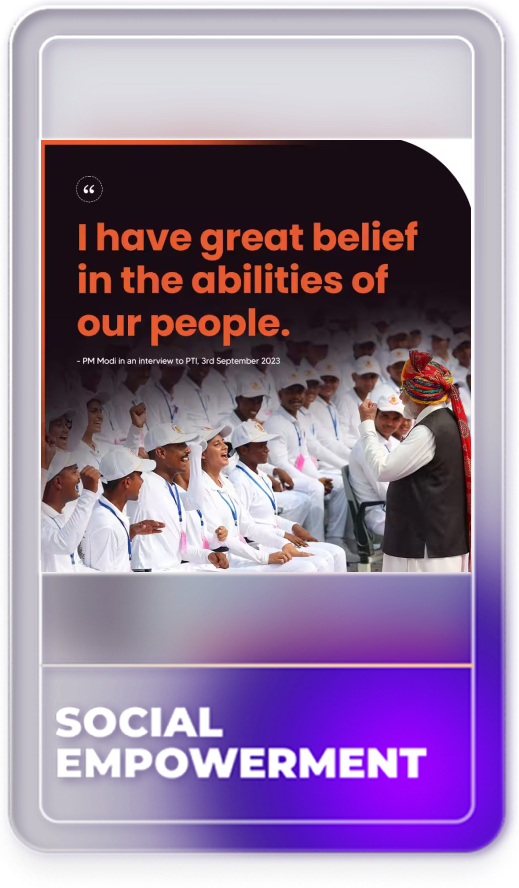 “
I have great belief
in the abilities of
our people.
- PM Modi in an interview to PTI, 3rd September 2023
SOCIAL
EMPOWERMENT